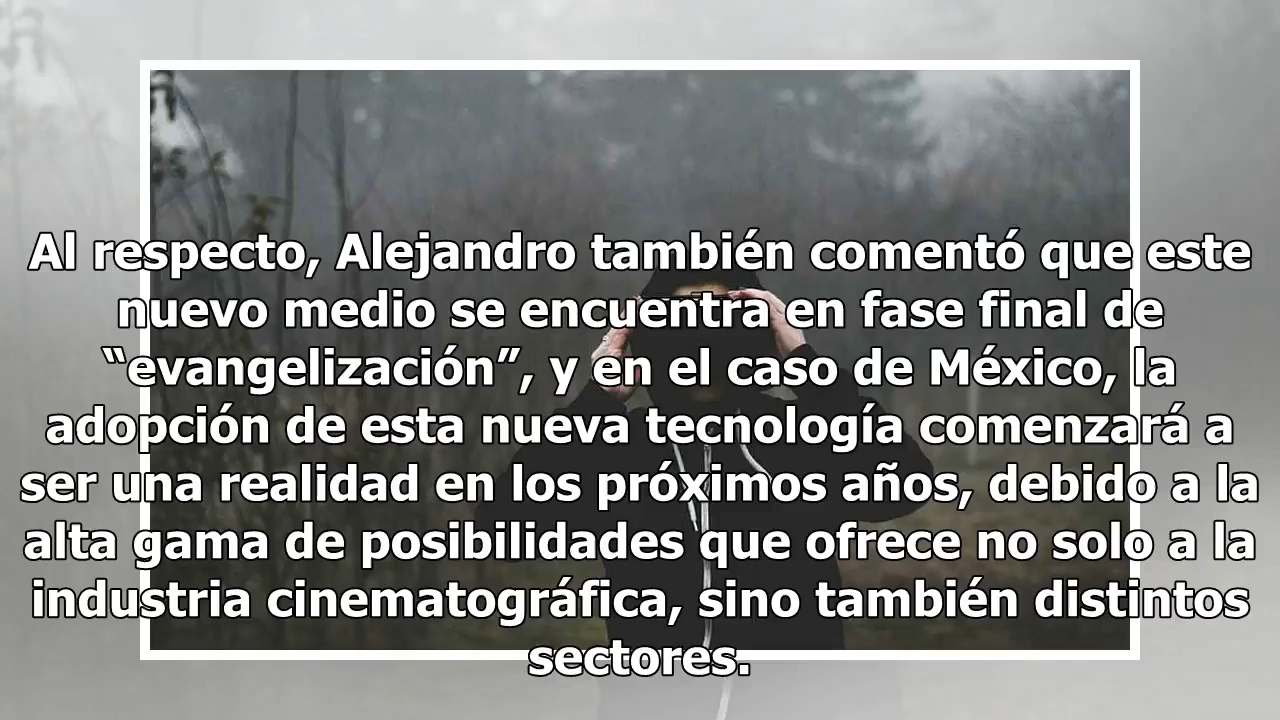 Al respecto, Alejandro también comentó que este
nuevo medio se encuentra en fase final de
“evangelización”, y en el caso de México, la
adopción de esta nueva tecnología comenzará a
ser una realidad en los próximos años, debido a la
alta gama de posibilidades que ofrece no solo a la
industria cinematográfica, sino también distintos
sectores.